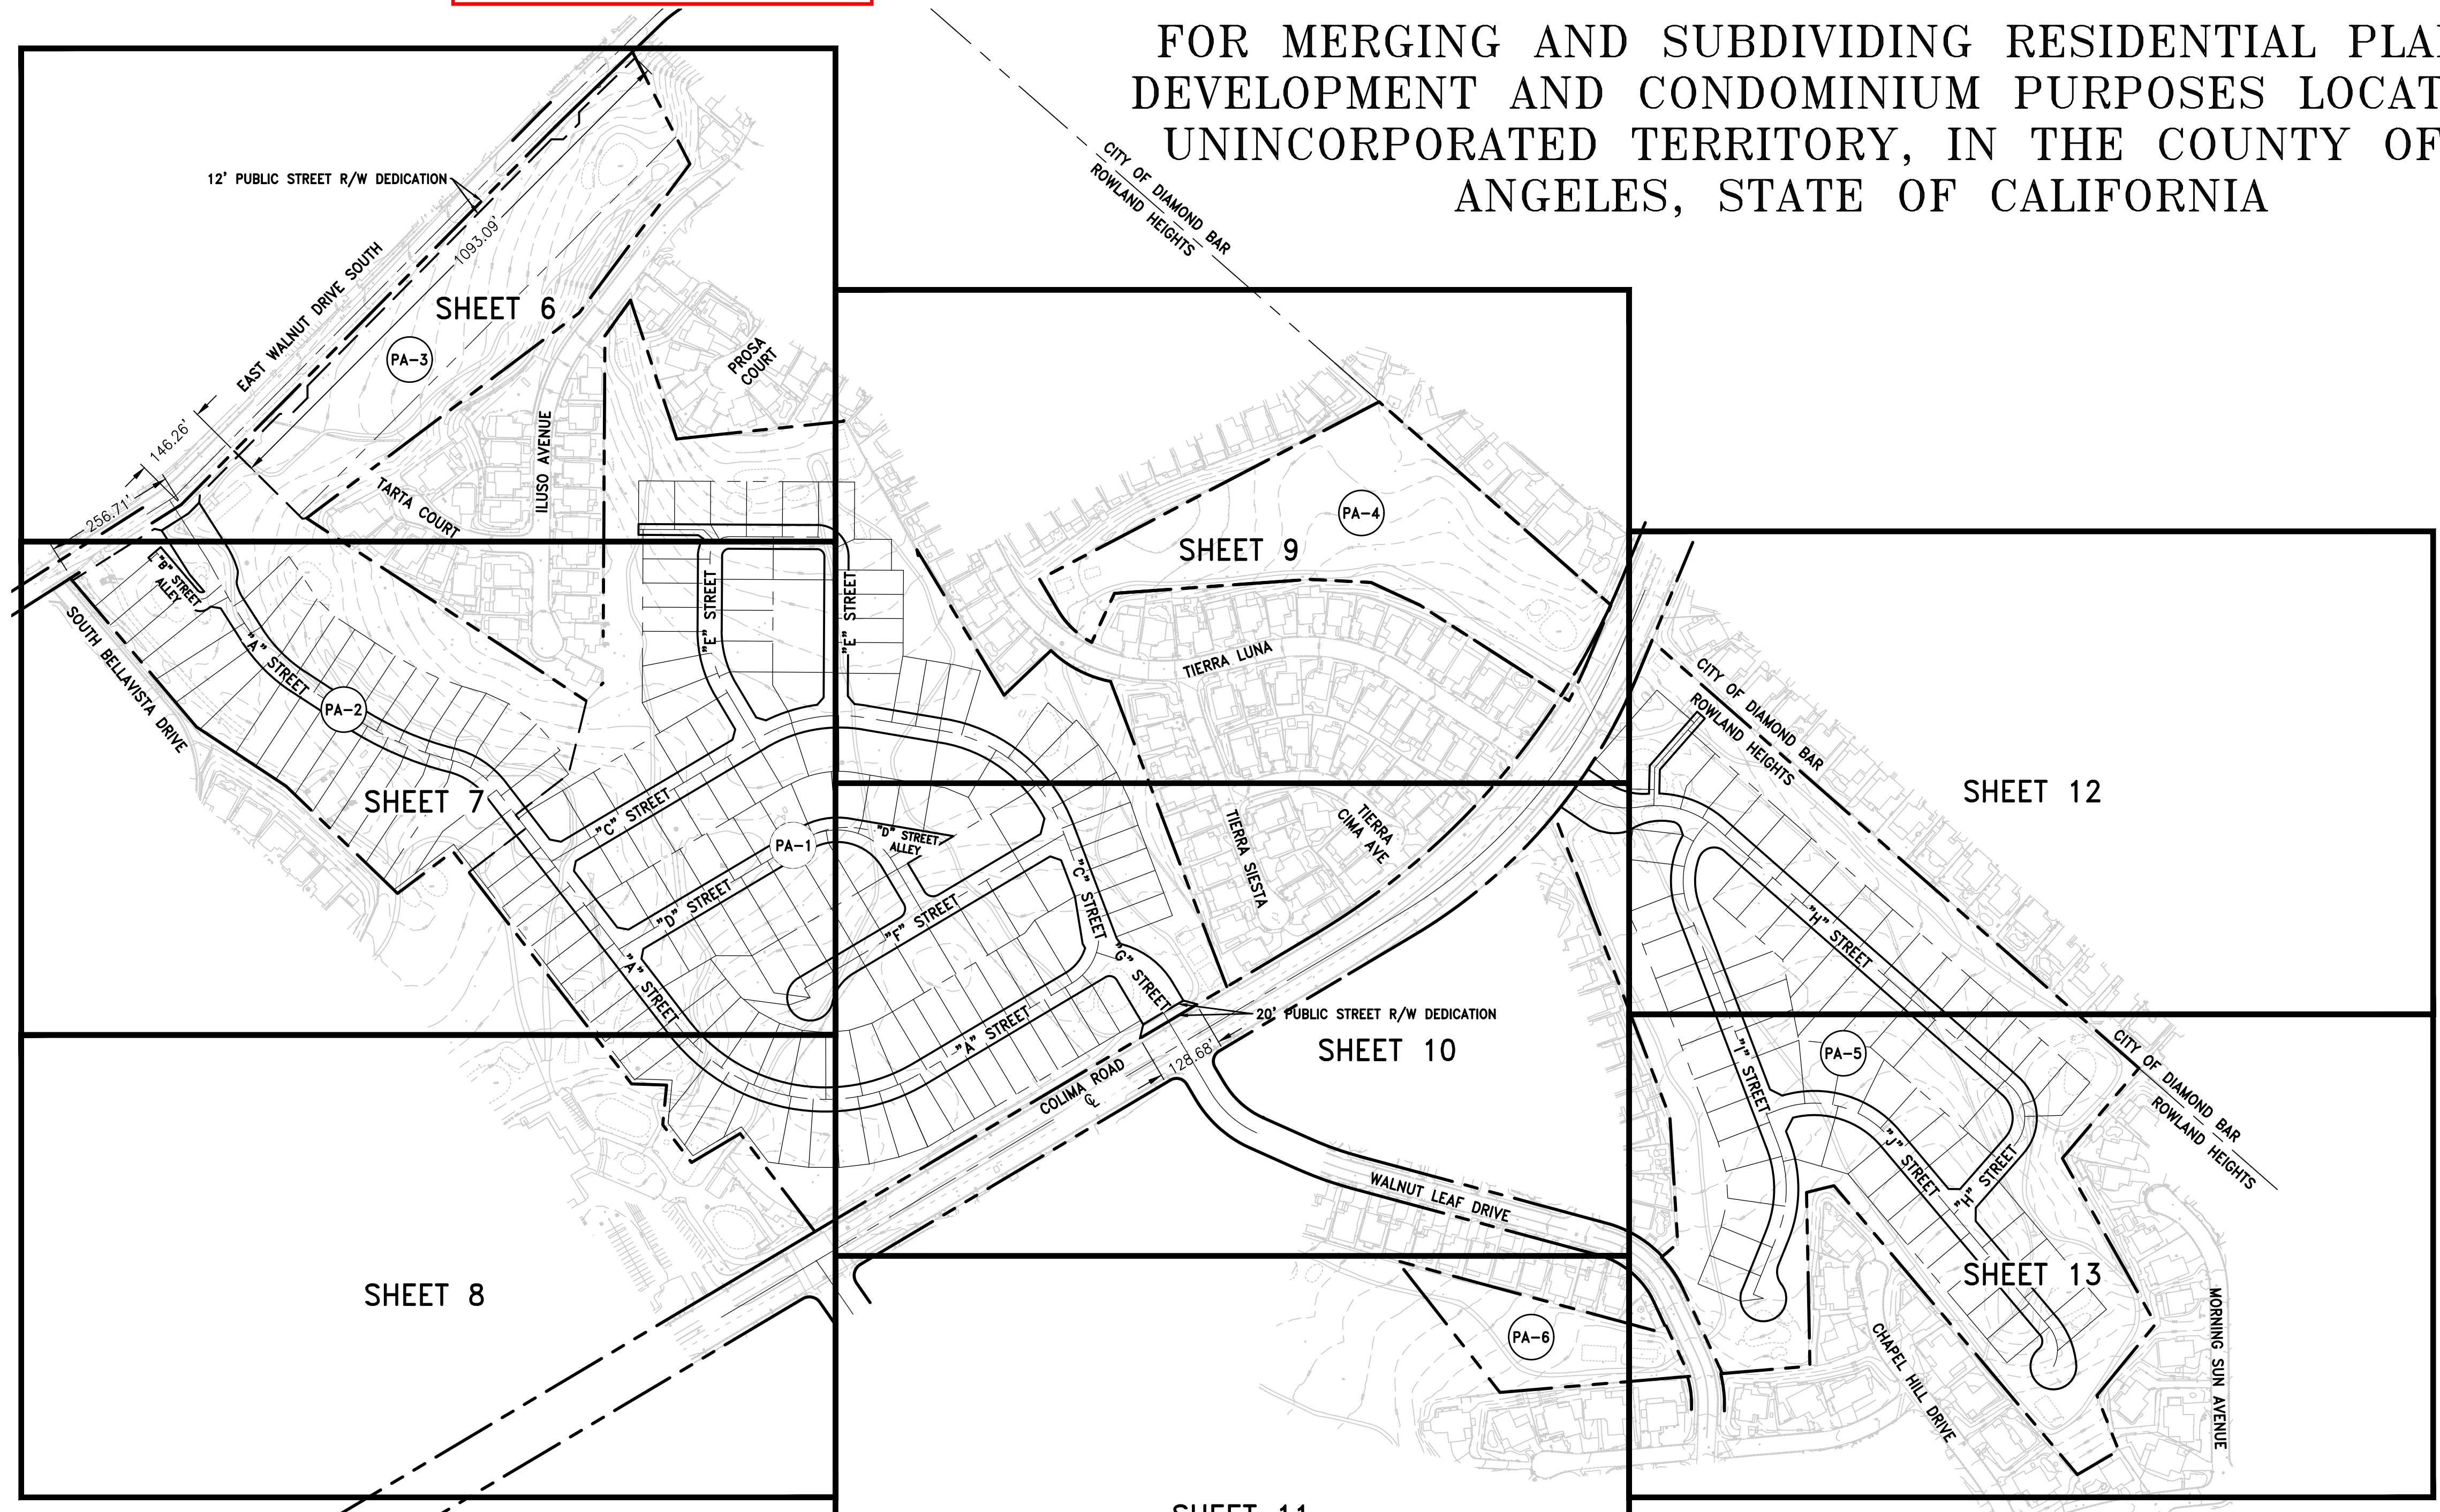 FOR MERGING AND SUBDIVIDING RESIDENTIAL
DEVELOPMENT AND CONDOMINIUM PURPOSES
UNINCORPORATED TERRITORY, IN THE COUNTY OF
ANGELES, STATE OF CALIFORNIA
12' PUBLIC STREET R/W DEDICATION
1093.09'
EAST WALNUT DRIVE SOUTH
SHEET 6
PA-3
146.26'
256.71'
PROSA
COURT
ILUSO AVENUE
TARTA COURT
CITY OF DIAMOND BAR
ROWLAND HEIGHTS
PA-4
SHEET 9
TIERRA LUNA
"B" STREET
ALLEY
SOUTH BELLAVISTA DRIVE
"A" STREET
PA-2
SHEET 7
"E" STREET
"E" STREET
"C" STREET
PA-1
"D" STREET
ALLEY
"D" STREET
"F" STREET
"C" STREET
"G" STREET
"A" STREET
"A" STREET
TIERRA SIESTA
TIERRA
CIMA AVE
CITY OF DIAMOND BAR
ROWLAND HEIGHTS
SHEET 12
"H" STREET
20' PUBLIC STREET R/W DEDICATION
128.68'
COLIMA ROAD
℄
SHEET 10
WALNUT LEAF DRIVE
"I" STREET
PA-5
"J" STREET
"H" STREET
CITY OF DIAMOND BAR
ROWLAND HEIGHTS
SHEET 8
SHEET 13
PA-6
CHAPEL HILL DRIVE
MORNING SUN AVENUE
SHEET 11